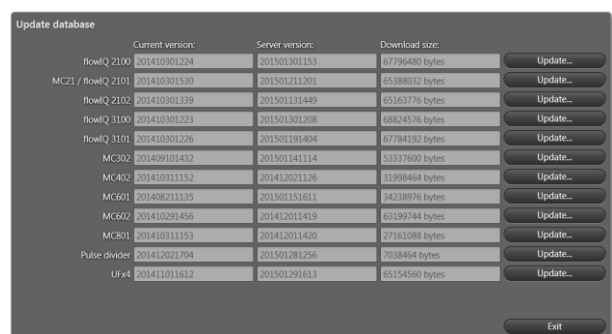 Update database
Current version: Server version: Download size:
flowIQ 2100 201410301224 201501301153 67796480 bytes Update...
MC21 / flowIQ 2101 201410301530 201501211201 65388032 bytes Update...
flowIQ 2102 201410301339 201501131449 65163776 bytes Update...
flowIQ 3100 201410301223 201501301208 68824576 bytes Update...
flowIQ 3101 201410301226 201501191404 67784192 bytes Update...
MC302 201409101432 201501141114 53337600 bytes Update...
MC402 201410311152 201412021126 31998464 bytes Update...
MC601 201408211135 201501151611 34238976 bytes Update...
MC602 201410291456 201412011419 63199744 bytes Update...
MC801 201410311153 201412011420 27161088 bytes Update...
Pulse divider 201412021704 201501281256 7038464 bytes Update...
UFx4 201411011612 201501291613 65154560 bytes Update...
Exit